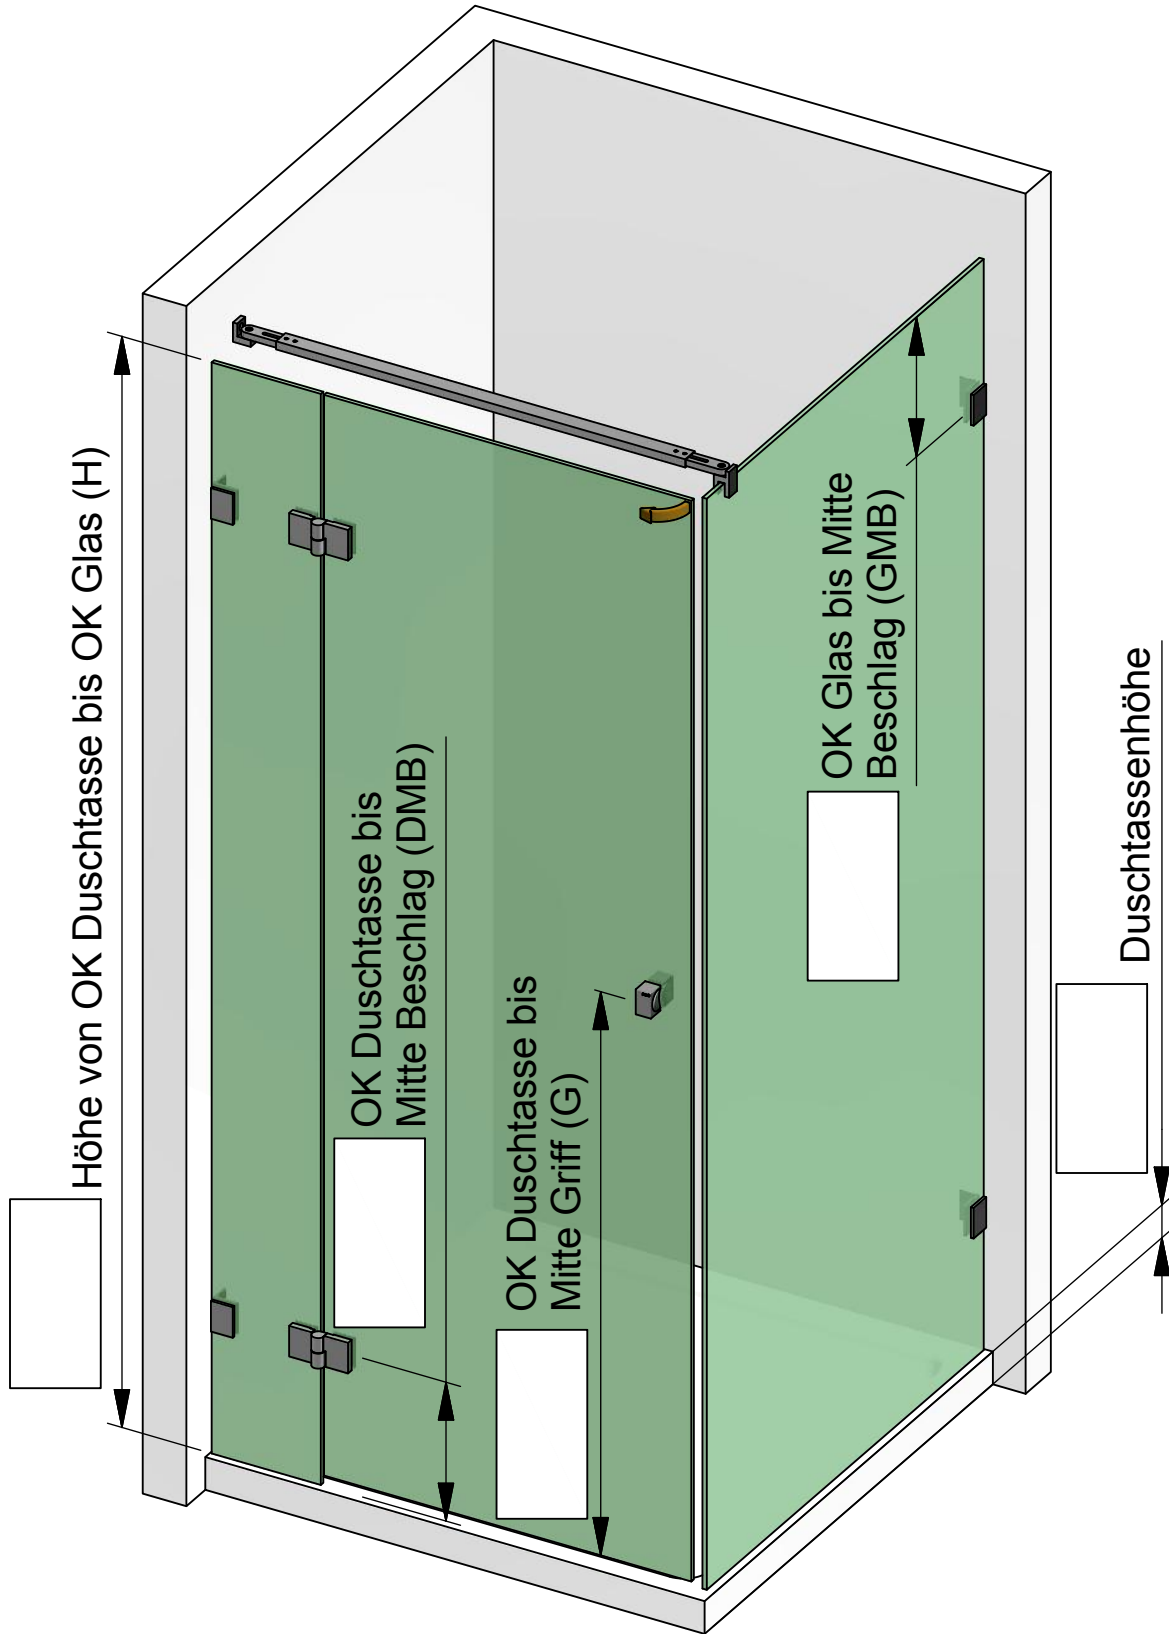 Höhe von OK Duschtasse bis OK Glas (H)
OK Duschtasse bis
Mitte Beschlag (DMB)
OK Duschtasse bis
Mitte Griff (G)
OK Glas bis Mitte
Beschlag (GMB)
Duschtassenhöhe